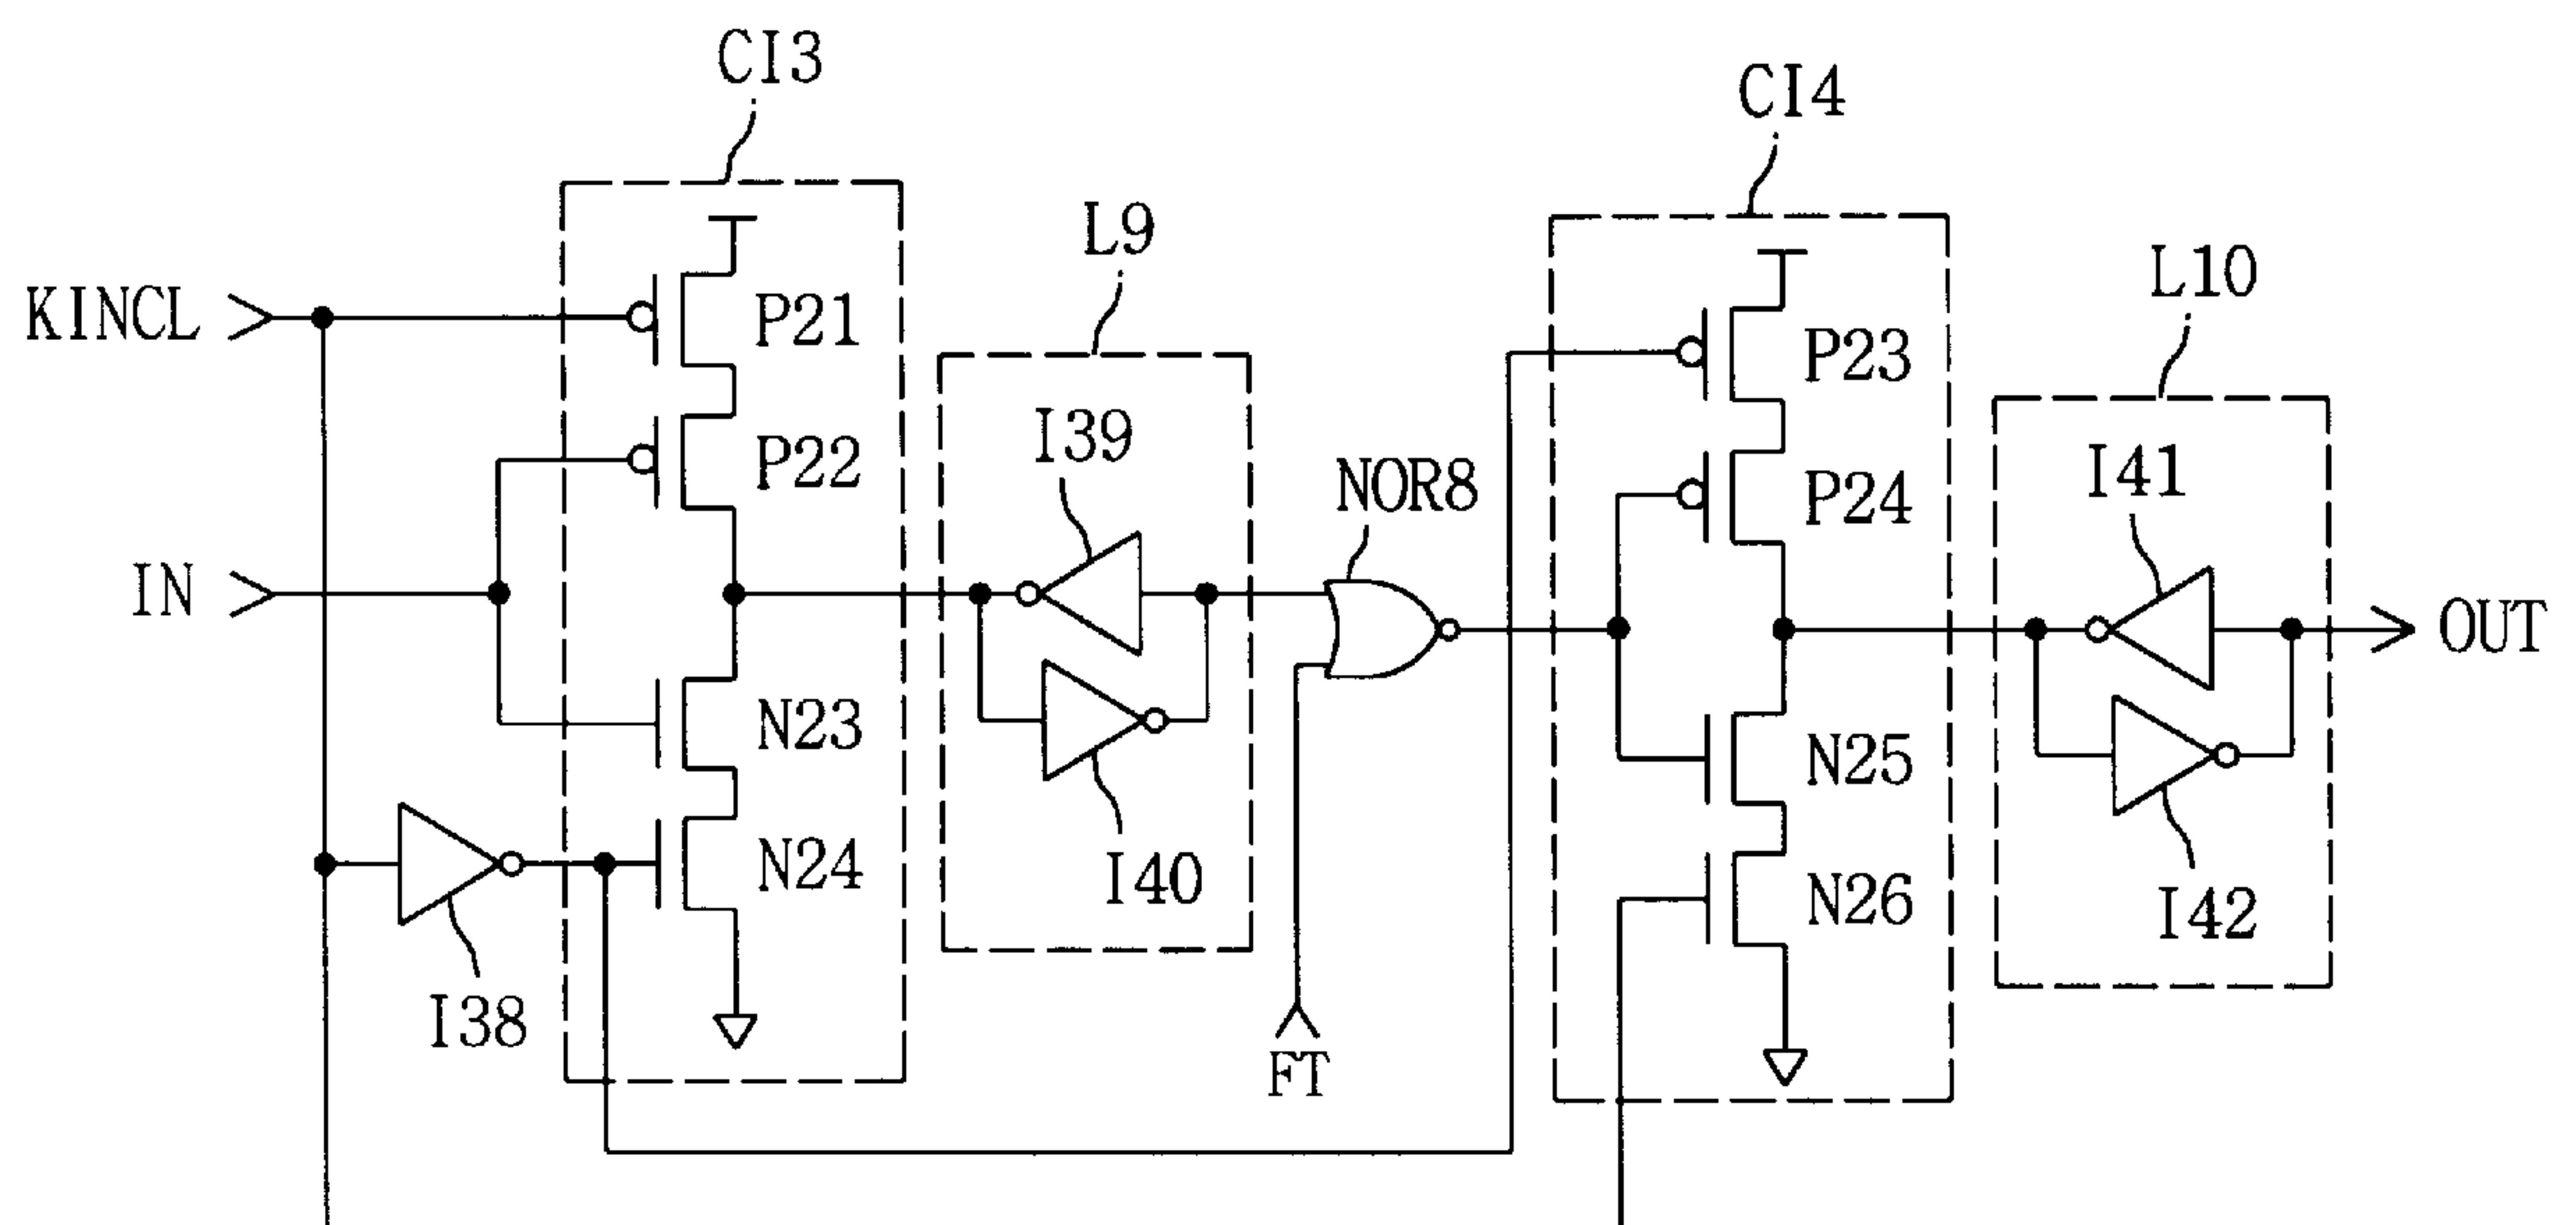 CI3
CI4
L9
L10
KINCL
P21
P23
I39
I41
P22
NOR8
P24
IN
OUT
N23
N25
N24
I40
N26
I42
I38
FT